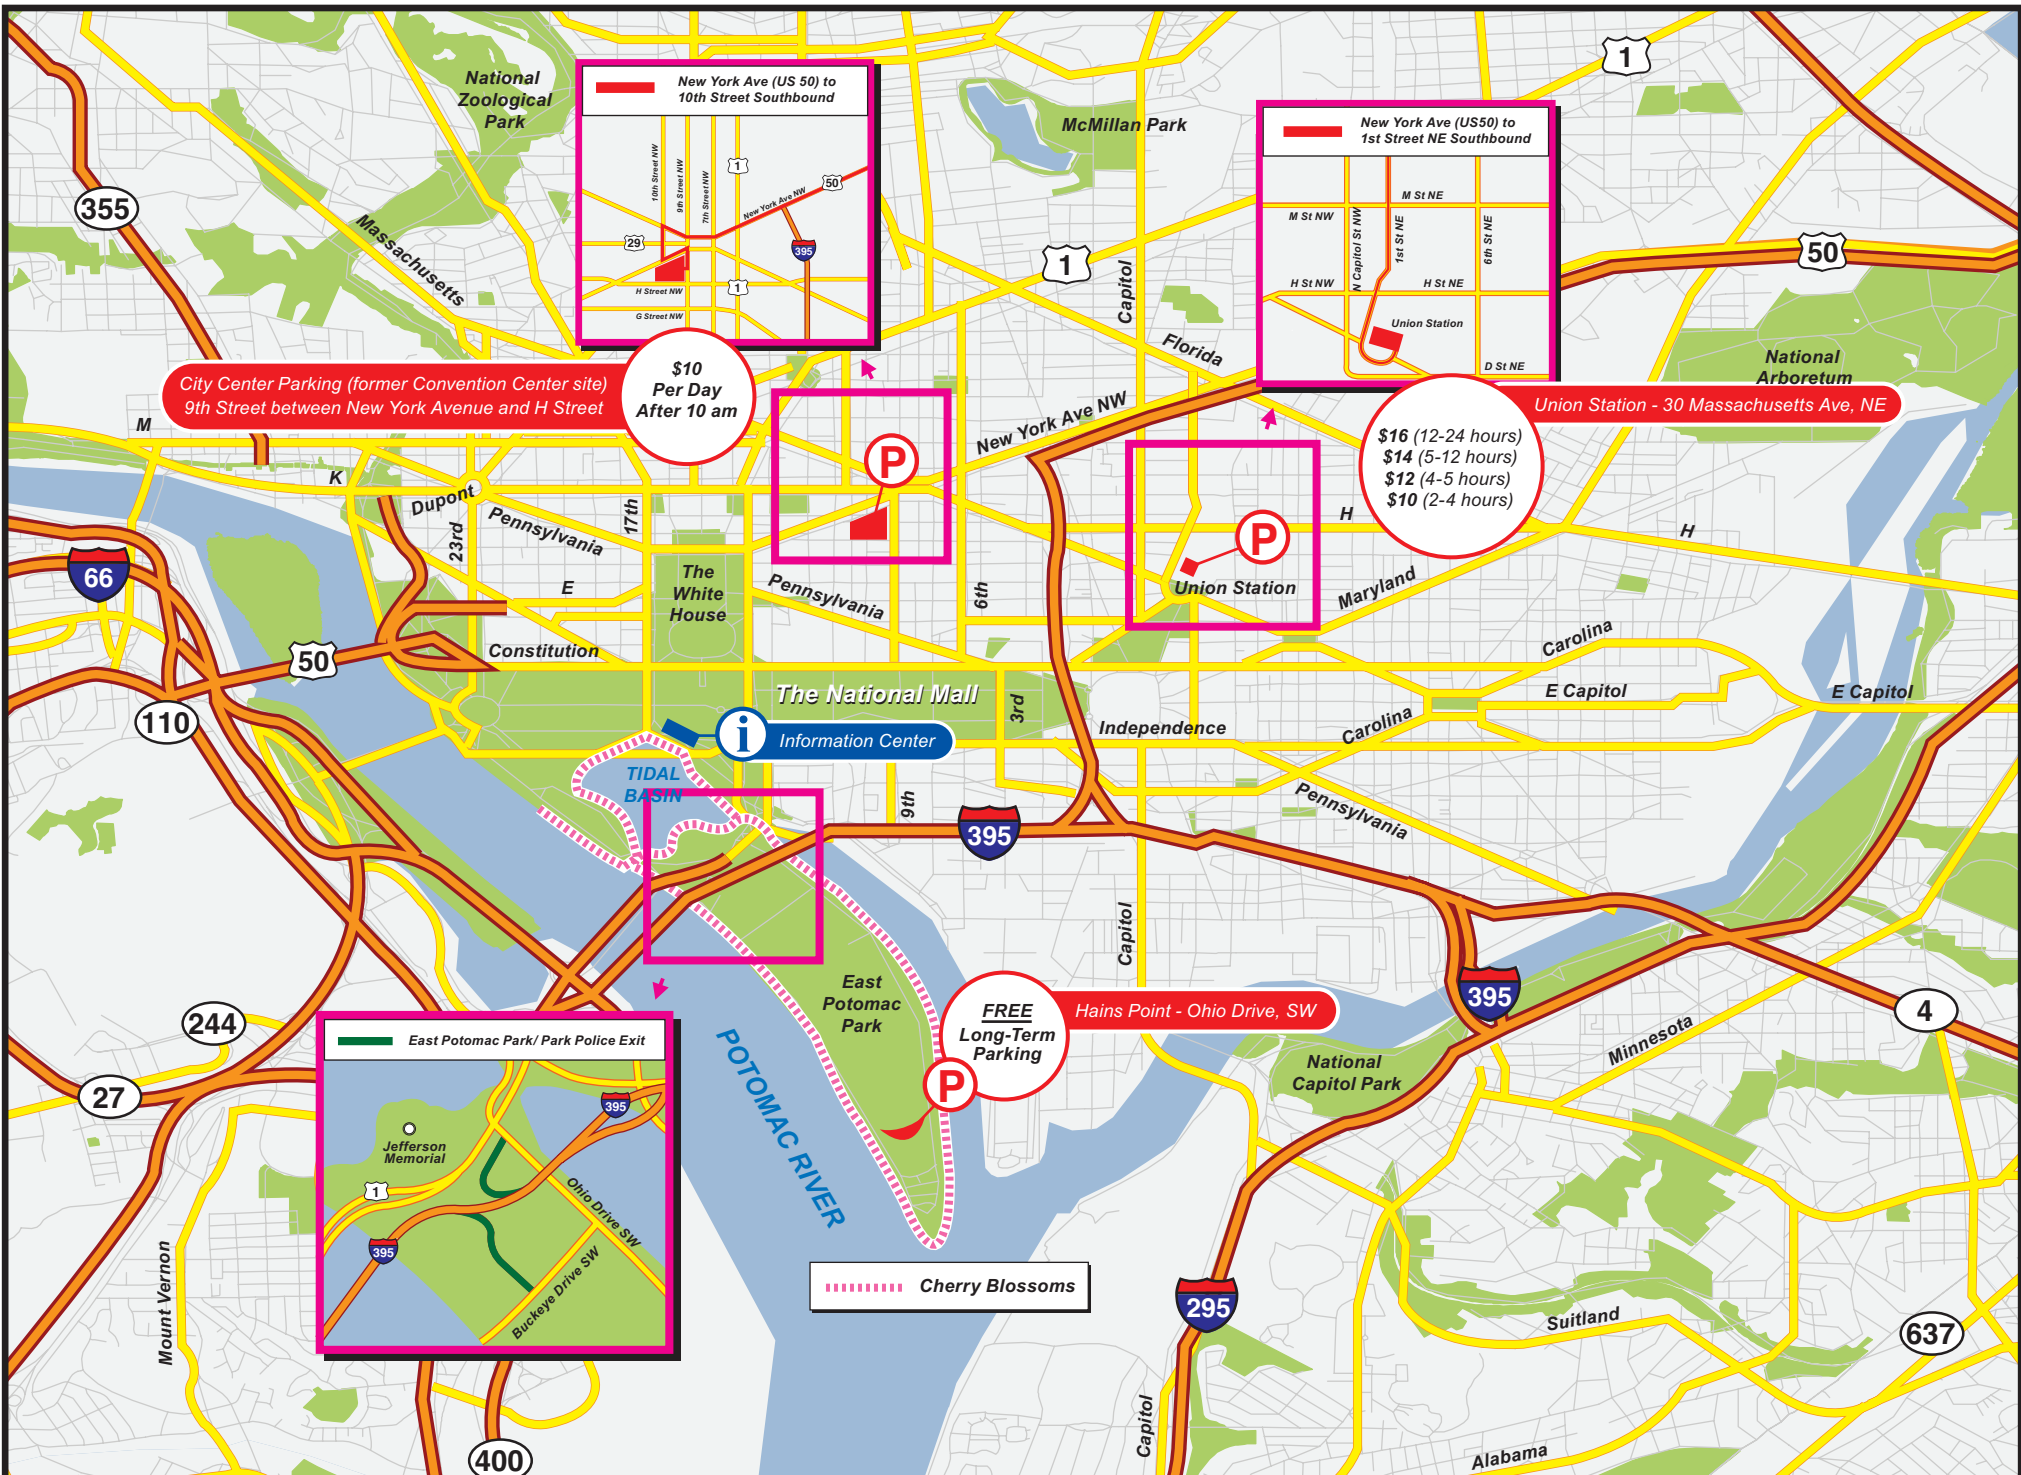 National
Zoological
Park
New York Ave (US 50) to
10th Street Southbound
10th Street NW
9th Street NW
7th Street NW
1
New York Ave NW
50
29
395
1
H Street NW
G Street NW
McMillan Park
New York Ave (US50) to
1st Street NE Southbound
M St NE
M St NW
N Capitol St NW
1st St NE
6th St NE
H St NW
H St NE
Union Station
D St NE
1
355
Massachusetts
1
Capitol
50
Florida
National
Arboretum
City Center Parking (former Convention Center site)
9th Street between New York Avenue and H Street
$10
Per Day
After 10 am
Union Station - 30 Massachusetts Ave, NE
$16 (12-24 hours)
$14 (5-12 hours)
$12 (4-5 hours)
$10 (2-4 hours)
M
New York Ave NW
P
K
Dupont
Pennsylvania
23rd
17th
H
H
P
66
The
White
House
E
Pennsylvania
6th
Union Station
Maryland
50
Constitution
Carolina
The National Mall
E Capitol
E Capitol
110
3rd
Independence
Carolina
i
Information Center
TIDAL
BASIN
9th
395
Pennsylvania
Capitol
395
East
Potomac
Park
FREE
Long-Term
Parking
Hains Point - Ohio Drive, SW
P
4
244
Minnesota
National
Capitol Park
27
East Potomac Park/ Park Police Exit
395
Jefferson
Memorial
1
Ohio Drive SW
395
Buckeye Drive SW
POTOMAC RIVER
Cherry Blossoms
Mount Vernon
295
Suitland
637
Capitol
Alabama
400